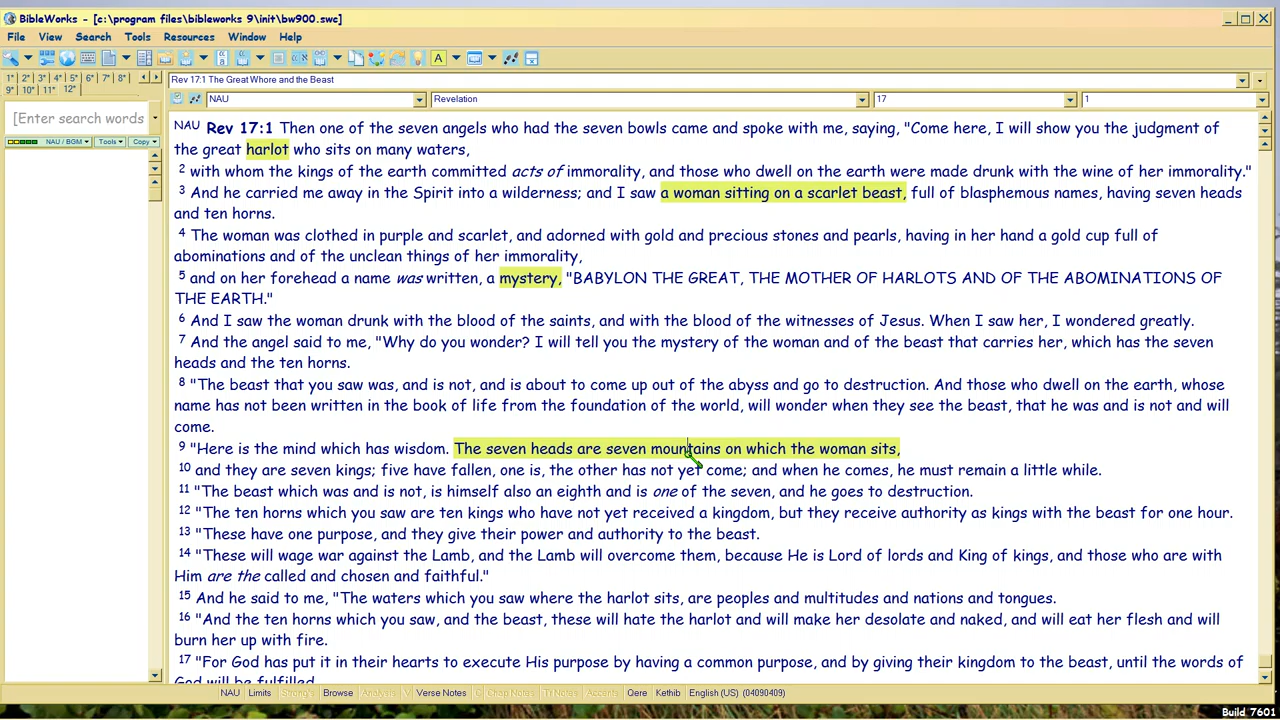 BibleWorks - [c:\program files\bibleworks 9\init\bw900.swc]
File View Search Tools Resources Window Help
1* 2* 3* 4* 5* 6* 7* 8*
9* 10* 11* 12*
Rev 17:1 The Great Whore and the Beast
NAU Revelation 17 1
[Enter search words
NAU / BGM Tools Copy
NAU Rev 17:1 Then one of the seven angels who had the seven bowls came and spoke with me, saying, "Come here, I will show you the judgment of
the great harlot who sits on many waters,
2 with whom the kings of the earth committed acts of immorality, and those who dwell on the earth were made drunk with the wine of her immorality."
3 And he carried me away in the Spirit into a wilderness; and I saw a woman sitting on a scarlet beast, full of blasphemous names, having seven heads
and ten horns.
4 The woman was clothed in purple and scarlet, and adorned with gold and precious stones and pearls, having in her hand a gold cup full of
abominations and of the unclean things of her immorality,
5 and on her forehead a name was written, a mystery, "BABYLON THE GREAT, THE MOTHER OF HARLOTS AND OF THE ABOMINATIONS OF
THE EARTH."
6 And I saw the woman drunk with the blood of the saints, and with the blood of the witnesses of Jesus. When I saw her, I wondered greatly.
7 And the angel said to me, "Why do you wonder? I will tell you the mystery of the woman and of the beast that carries her, which has the seven
heads and the ten horns.
8 "The beast that you saw was, and is not, and is about to come up out of the abyss and go to destruction. And those who dwell on the earth, whose
name has not been written in the book of life from the foundation of the world, will wonder when they see the beast, that he was and is not and will
come.
9 "Here is the mind which has wisdom. The seven heads are seven mountains on which the woman sits,
10 and they are seven kings; five have fallen, one is, the other has not yet come; and when he comes, he must remain a little while.
11 "The beast which was and is not, is himself also an eighth and is one of the seven, and he goes to destruction.
12 "The ten horns which you saw are ten kings who have not yet received a kingdom, but they receive authority as kings with the beast for one hour.
13 "These have one purpose, and they give their power and authority to the beast.
14 "These will wage war against the Lamb, and the Lamb will overcome them, because He is Lord of lords and King of kings, and those who are with
Him are the called and chosen and faithful."
15 And he said to me, "The waters which you saw where the harlot sits, are peoples and multitudes and nations and tongues.
16 "And the ten horns which you saw, and the beast, these will hate the harlot and will make her desolate and naked, and will eat her flesh and will
burn her up with fire.
17 "For God has put it in their hearts to execute His purpose by having a common purpose, and by giving their kingdom to the beast, until the words of
God will be fulfilled.
NAU Limits Strong's Browse Analysis V Verse Notes C Chap Notes Ti Notes Accents Qere Kethib English (US) (04090409)
Build 7601